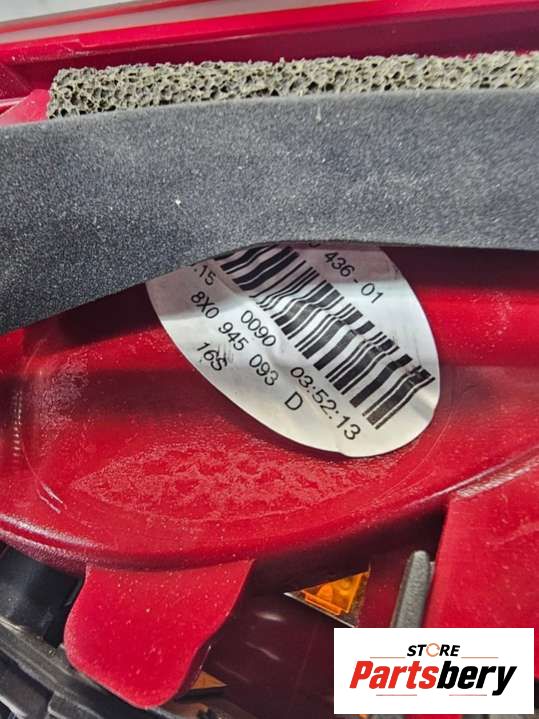 436-01
.15 0090 03:52:13
8X0 945 093 D
16S
STORE
Partsbery